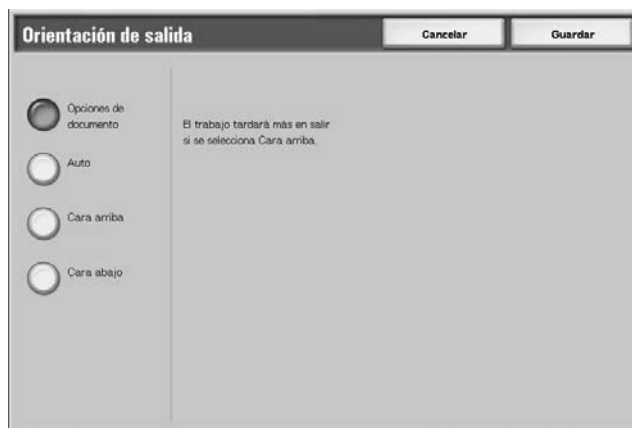 Orientación de salida
Cancelar
Guardar
Opciones de
documento
El trabajo tardará más en salir
si se selecciona Cara arriba.
Auto
Cara arriba
Cara abajo